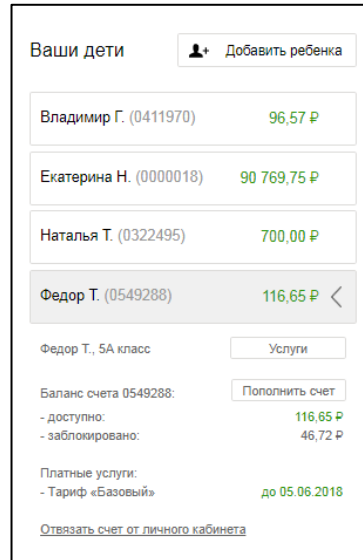 Ваши дети Добавить ребенка
Владимир Г. (0411970) 96,57 ₽
Екатерина Н. (0000018) 90 769,75 ₽
Наталья Т. (0322495) 700,00 ₽
Федор Т. (0549288) 116,65 ₽
Федор Т., 5А класс Услуги
Баланс счета 0549288: Пополнить счет
- доступно: 116,65 ₽
- заблокировано: 46,72 ₽
Платные услуги:
- Тариф «Базовый» до 05.06.2018
Отвязать счет от личного кабинета